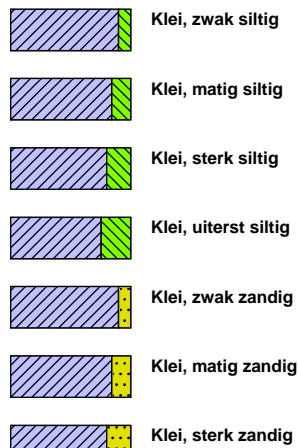 Klei, zwak siltig
Klei, matig siltig
Klei, sterk siltig
Klei, uiterst siltig
Klei, zwak zandig
Klei, matig zandig
Klei, sterk zandig